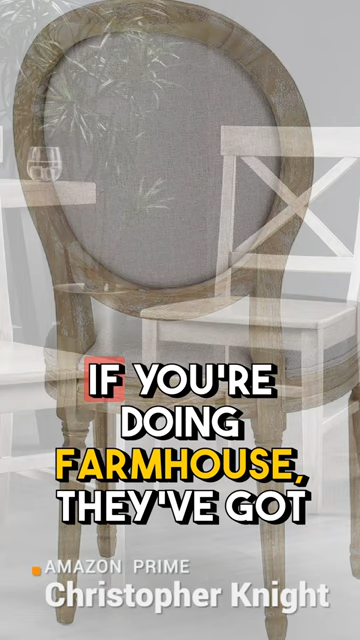 IF YOU'RE
DOING
FARMHOUSE,
THEY'VE GOT
AMAZON PRIME
Christopher Knight